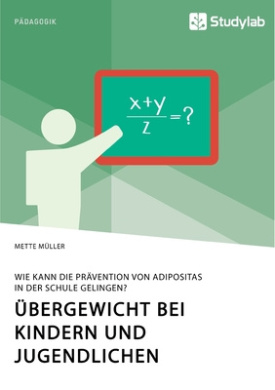 PÄDAGOGIK
Studylab
x+y
z
=?
METTE MÜLLER
WIE KANN DIE PRÄVENTION VON ADIPOSITAS
IN DER SCHULE GELINGEN?
ÜBERGEWICHT BEI
KINDERN UND
JUGENDLICHEN